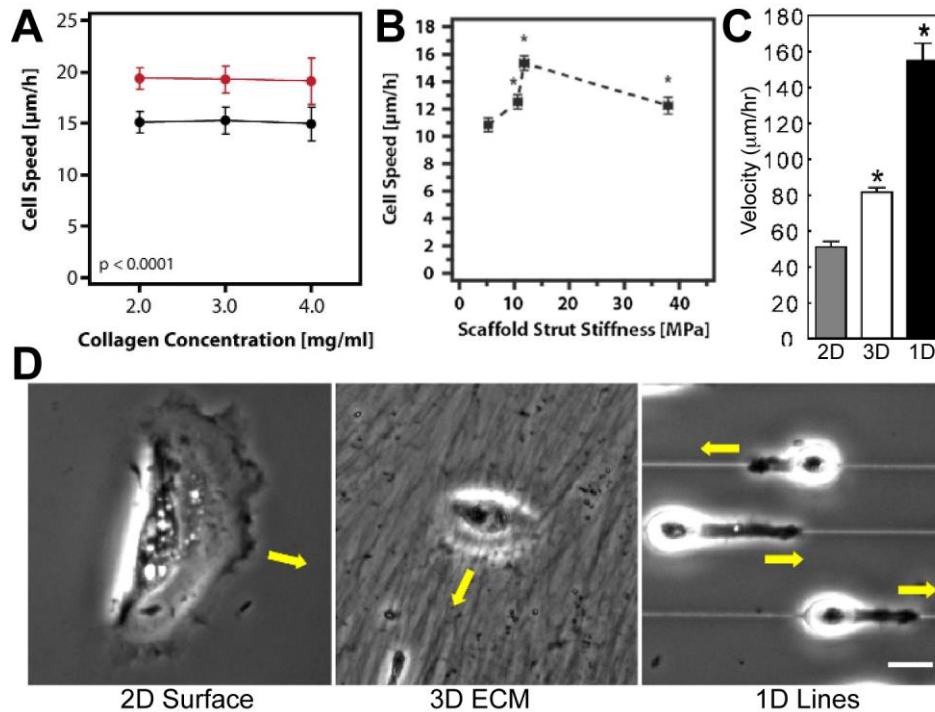 A
Cell Speed [µm/h]
25
20
15
10
5
0
p < 0.0001
2.0 3.0 4.0
Collagen Concentration [mg/ml]
B
Cell Speed [µm/h]
18
16
14
12
10
8
6
4
2
0
* * *
0 10 20 30 40
Scaffold Strut Stiffness [MPa]
C
Velocity (µm/hr)
180
160
140
120
100
80
60
40
20
0
* *
2D 3D 1D
D
2D Surface 3D ECM 1D Lines